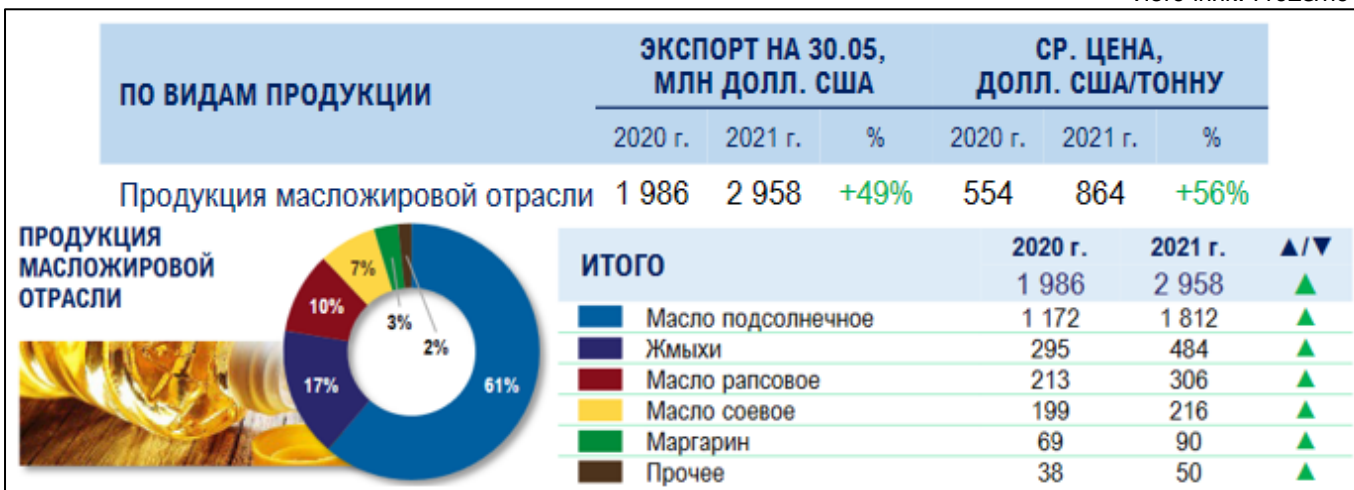 ПО ВИДАМ ПРОДУКЦИИ
ЭКСПОРТ НА 30.05,
МЛН ДОЛЛ. США
СР. ЦЕНА,
ДОЛЛ. США/ТОННУ
2020 г. 2021 г. % 2020 г. 2021 г. %
Продукция масложировой отрасли 1 986 2 958 +49% 554 864 +56%
ПРОДУКЦИЯ
МАСЛОЖИРОВОЙ
ОТРАСЛИ
7%
10%
3%
2%
17%
61%
ИТОГО 2020 г. 2021 г. ▲/▼
1 986 2 958 ▲
Масло подсолнечное 1 172 1 812 ▲
Жмыхи 295 484 ▲
Масло рапсовое 213 306 ▲
Масло соевое 199 216 ▲
Маргарин 69 90 ▲
Прочее 38 50 ▲